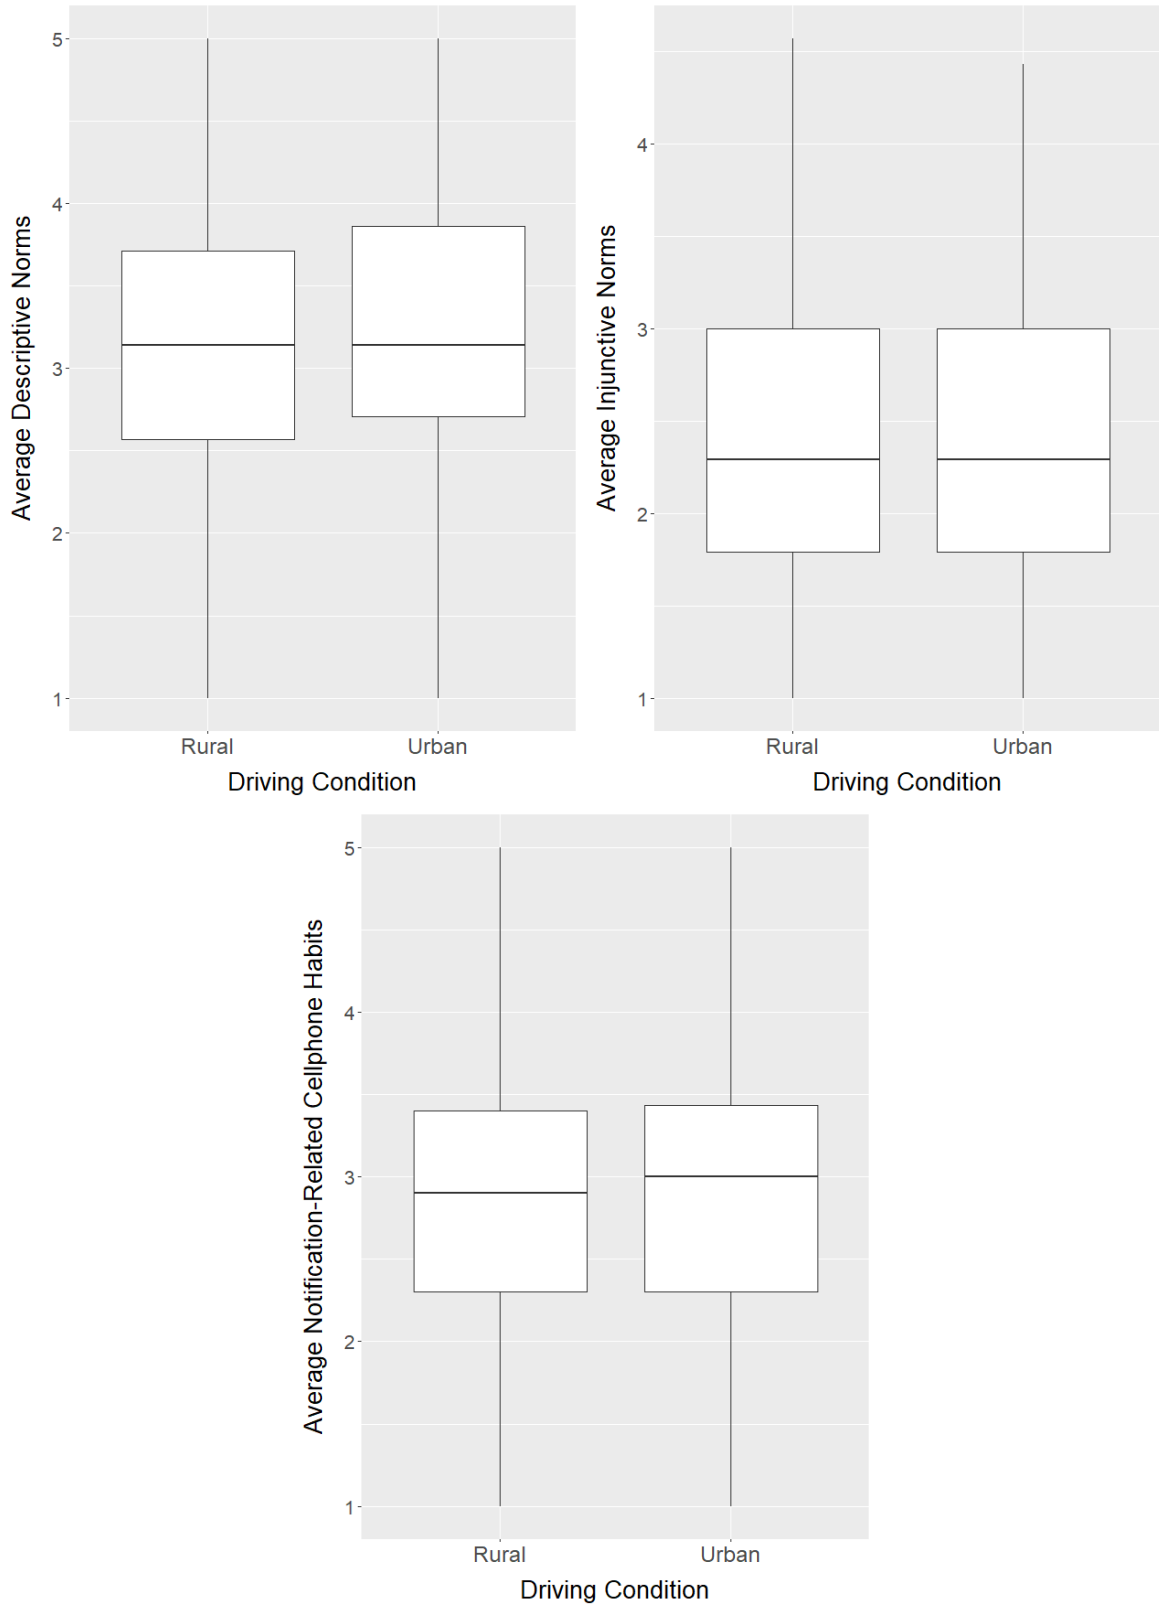 Average Descriptive Norms
5
4
3
2
1
Rural Urban
Driving Condition
Average Injunctive Norms
4
3
2
1
Rural Urban
Driving Condition
Average Notification-Related Cellphone Habits
5
4
3
2
1
Rural Urban
Driving Condition